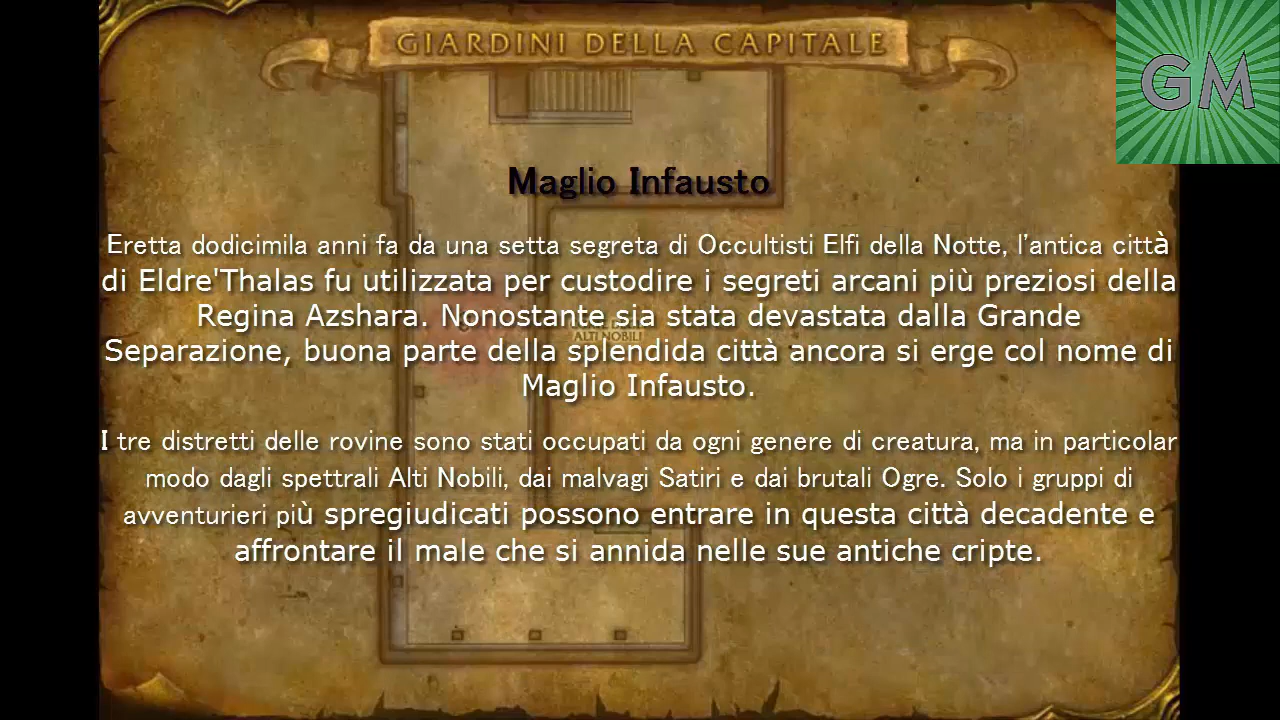 GIARDINI DELLA CAPITALE
GM
Maglio Infausto
Eretta dodicimila anni fa da una setta segreta di Occultisti Elfi della Notte, l'antica città
di Eldre'Thalas fu utilizzata per custodire i segreti arcani più preziosi della
Regina Azshara. Nonostante sia stata devastata dalla Grande
ALTI NOBILI
Separazione, buona parte della splendida città ancora si erge col nome di
Maglio Infausto.
I tre distretti delle rovine sono stati occupati da ogni genere di creatura, ma in particolar
modo dagli spettrali Alti Nobili, dai malvagi Satiri e dai brutali Ogre. Solo i gruppi di
avventurieri più spregiudicati possono entrare in questa città decadente e
affrontare il male che si annida nelle sue antiche cripte.